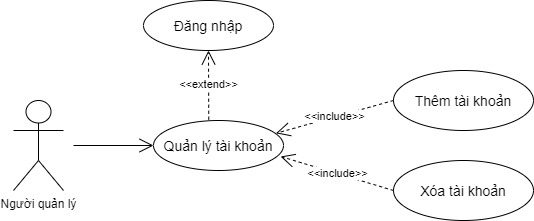 Đăng nhập
<<extend>>
Thêm tài khoản
<<include>>
Quản lý tài khoản
<<include>>
Xóa tài khoản
Người quản lý